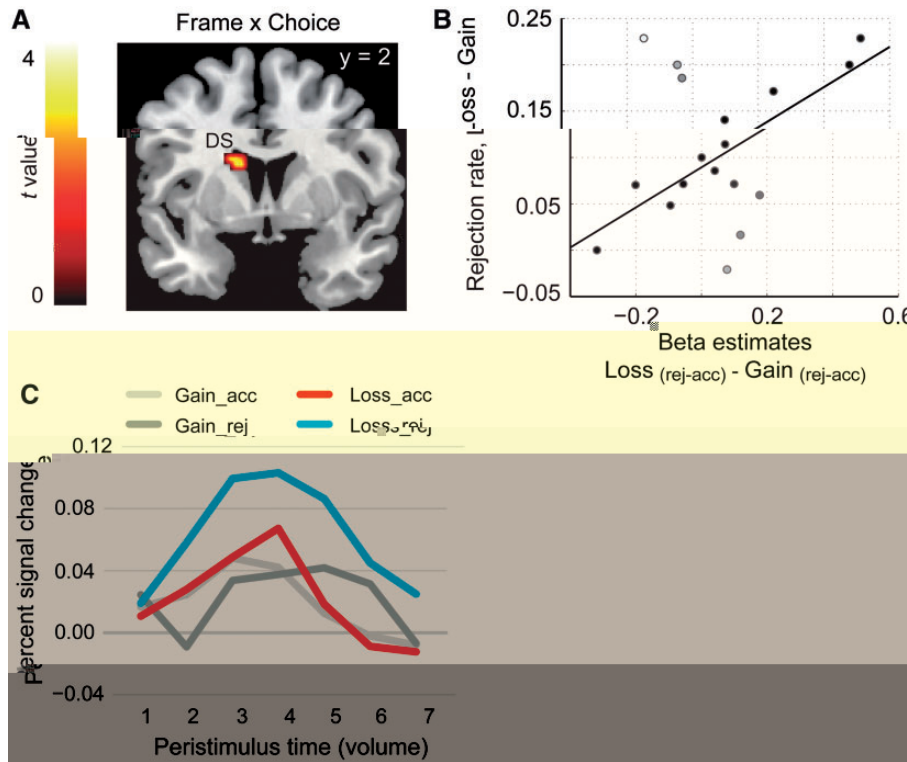 A
Frame x Choice
4
y = 2
DS
t value
0
B
0.25
0.15
0.05
−0.05
Rejection rate, Loss - Gain
−0.2
0.2
0.6
Beta estimates
Loss (rej-acc) - Gain (rej-acc)
C
Gain_acc
Loss_acc
Gain_rej
Loss_rej
0.12
0.08
0.04
0.00
−0.04
Percent signal change
1 2 3 4 5 6 7
Peristimulus time (volume)